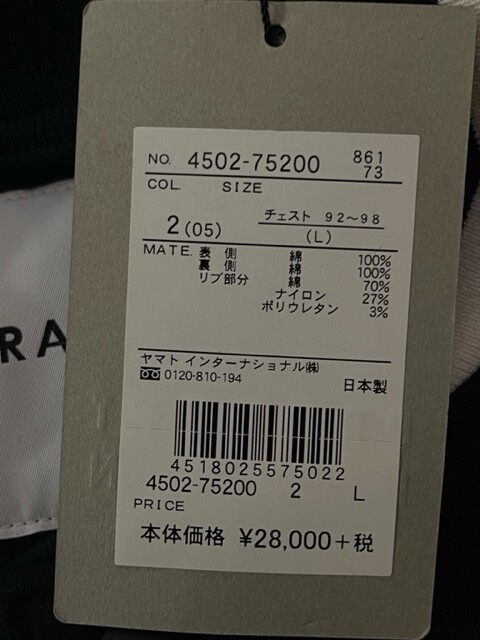 NO. 4502-75200 861
73
COL. SIZE
2 (05) チェスト 92～98
(L)
MATE. 表側 綿 100%
裏側 綿 100%
リブ部分 綿 70%
ナイロン 27%
ポリウレタン 3%
ヤマト インターナショナル㈱
0120-810-194
日本製
4518025575022
4502-75200 2 L
PRICE
本体価格 ¥28,000+税
RA